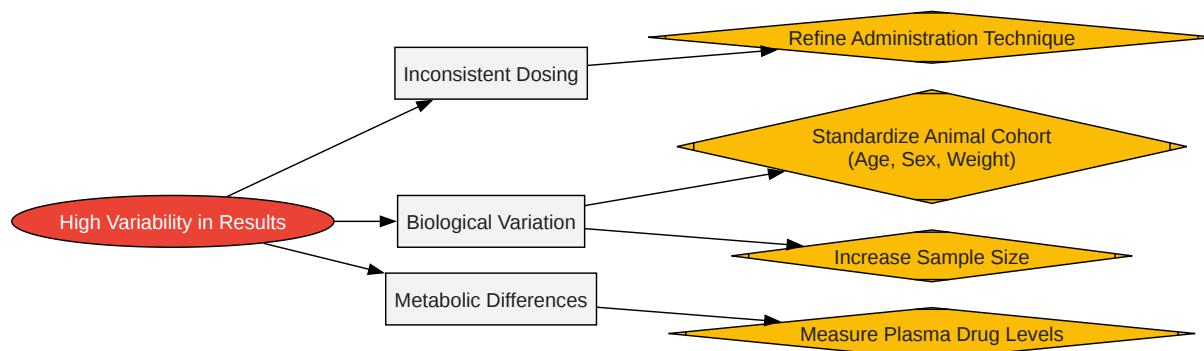 Refine Administration Technique
Inconsistent Dosing
Standardize Animal Cohort
(Age, Sex, Weight)
High Variability in Results
Biological Variation
Increase Sample Size
Metabolic Differences
Measure Plasma Drug Levels